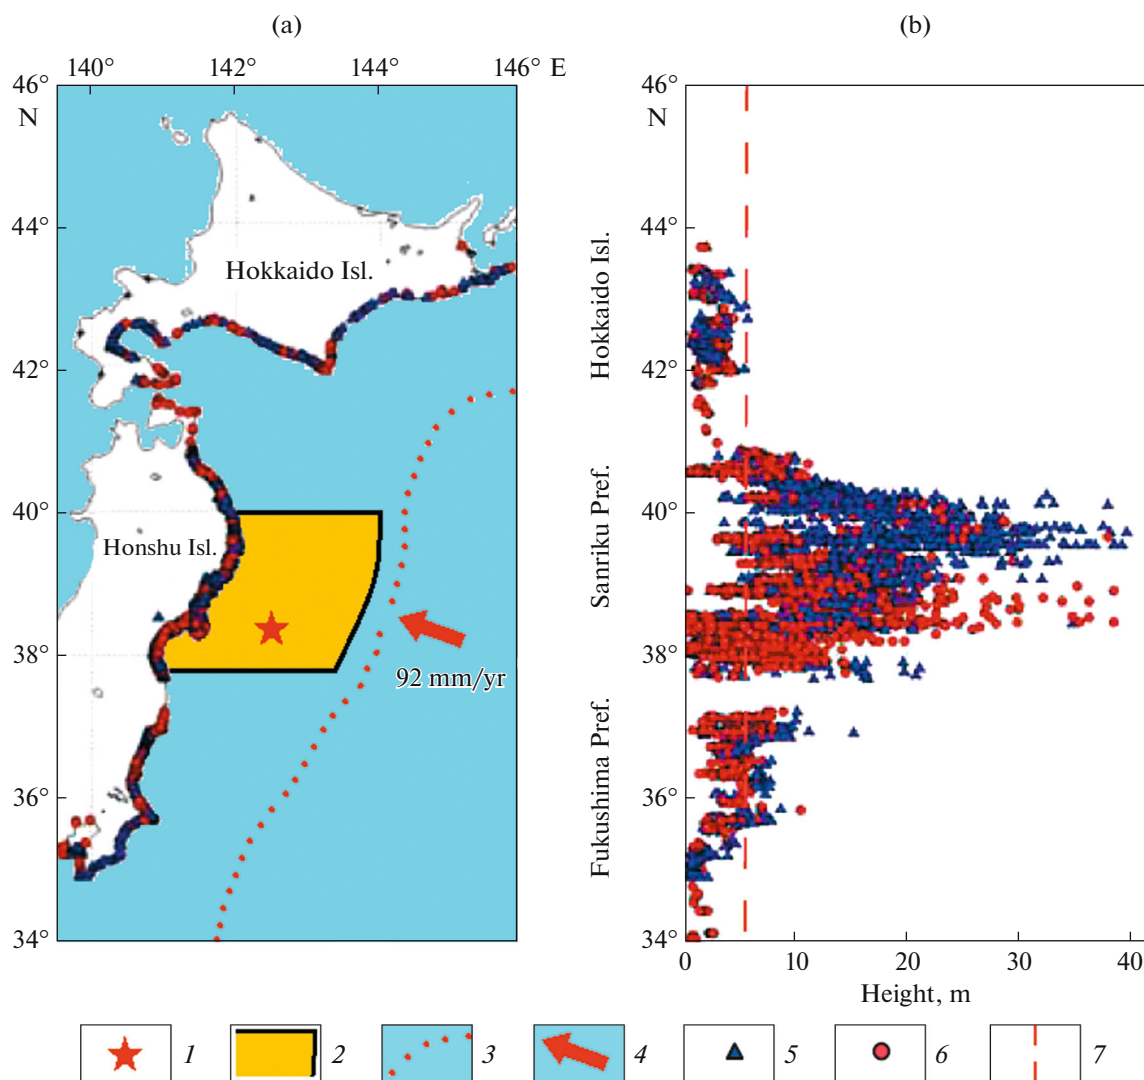 (a)
(b)
140°
142°
144°
146° E
46°
N
44°
42°
40°
38°
36°
34°
Hokkaido Isl.
Honshu Isl.
92 mm/yr
46°
N
44°
42°
40°
38°
36°
34°
Hokkaido Isl.
Sanriku Pref.
Fukushima Pref.
0
10
20
30
40
Height, m
1
2
3
4
5
6
7